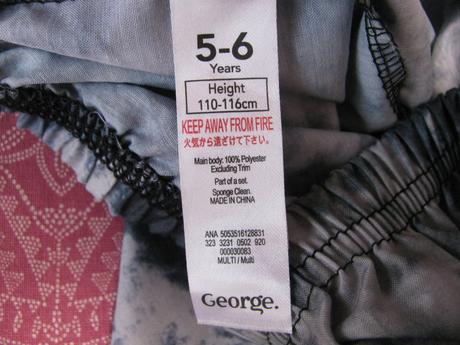 5-6
Years
Height
110-116cm
KEEP AWAY FROM FIRE
火気から遠ざけて下さい。
Main body: 100% Polyester
Excluding Trim
Part of a set.
Sponge Clean.
MADE IN CHINA
ANA 5053516128831
323 3231 0502 920
000030083
MULTI / Multi
George.